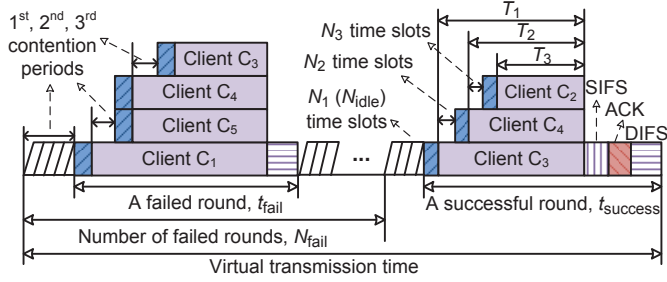 1st, 2nd, 3rd
contention
periods
Client C3
Client C4
Client C5
Client C1
N3 time slots
N2 time slots
N1 (Nidle)
time slots
...
T1
T2
T3
Client C2
Client C4
Client C3
SIFS
ACK
DIFS
A failed round, tfail
A successful round, tsuccess
Number of failed rounds, Nfail
Virtual transmission time